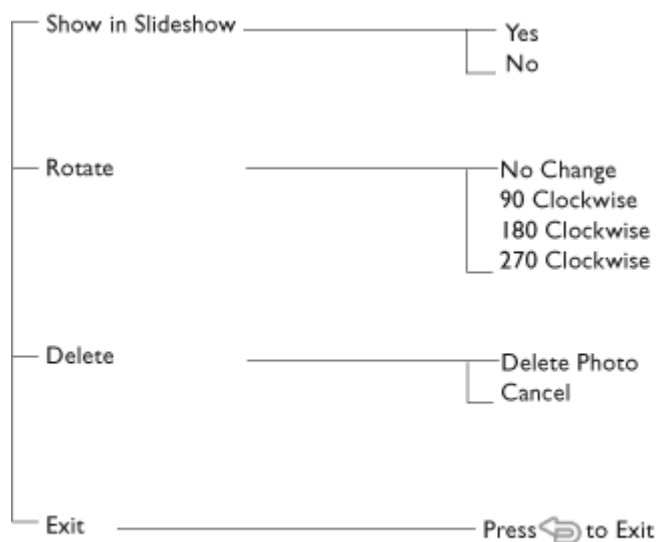 Show in Slideshow Yes
No
Rotate No Change
90 Clockwise
180 Clockwise
270 Clockwise
Delete Delete Photo
Cancel
Exit Press to Exit